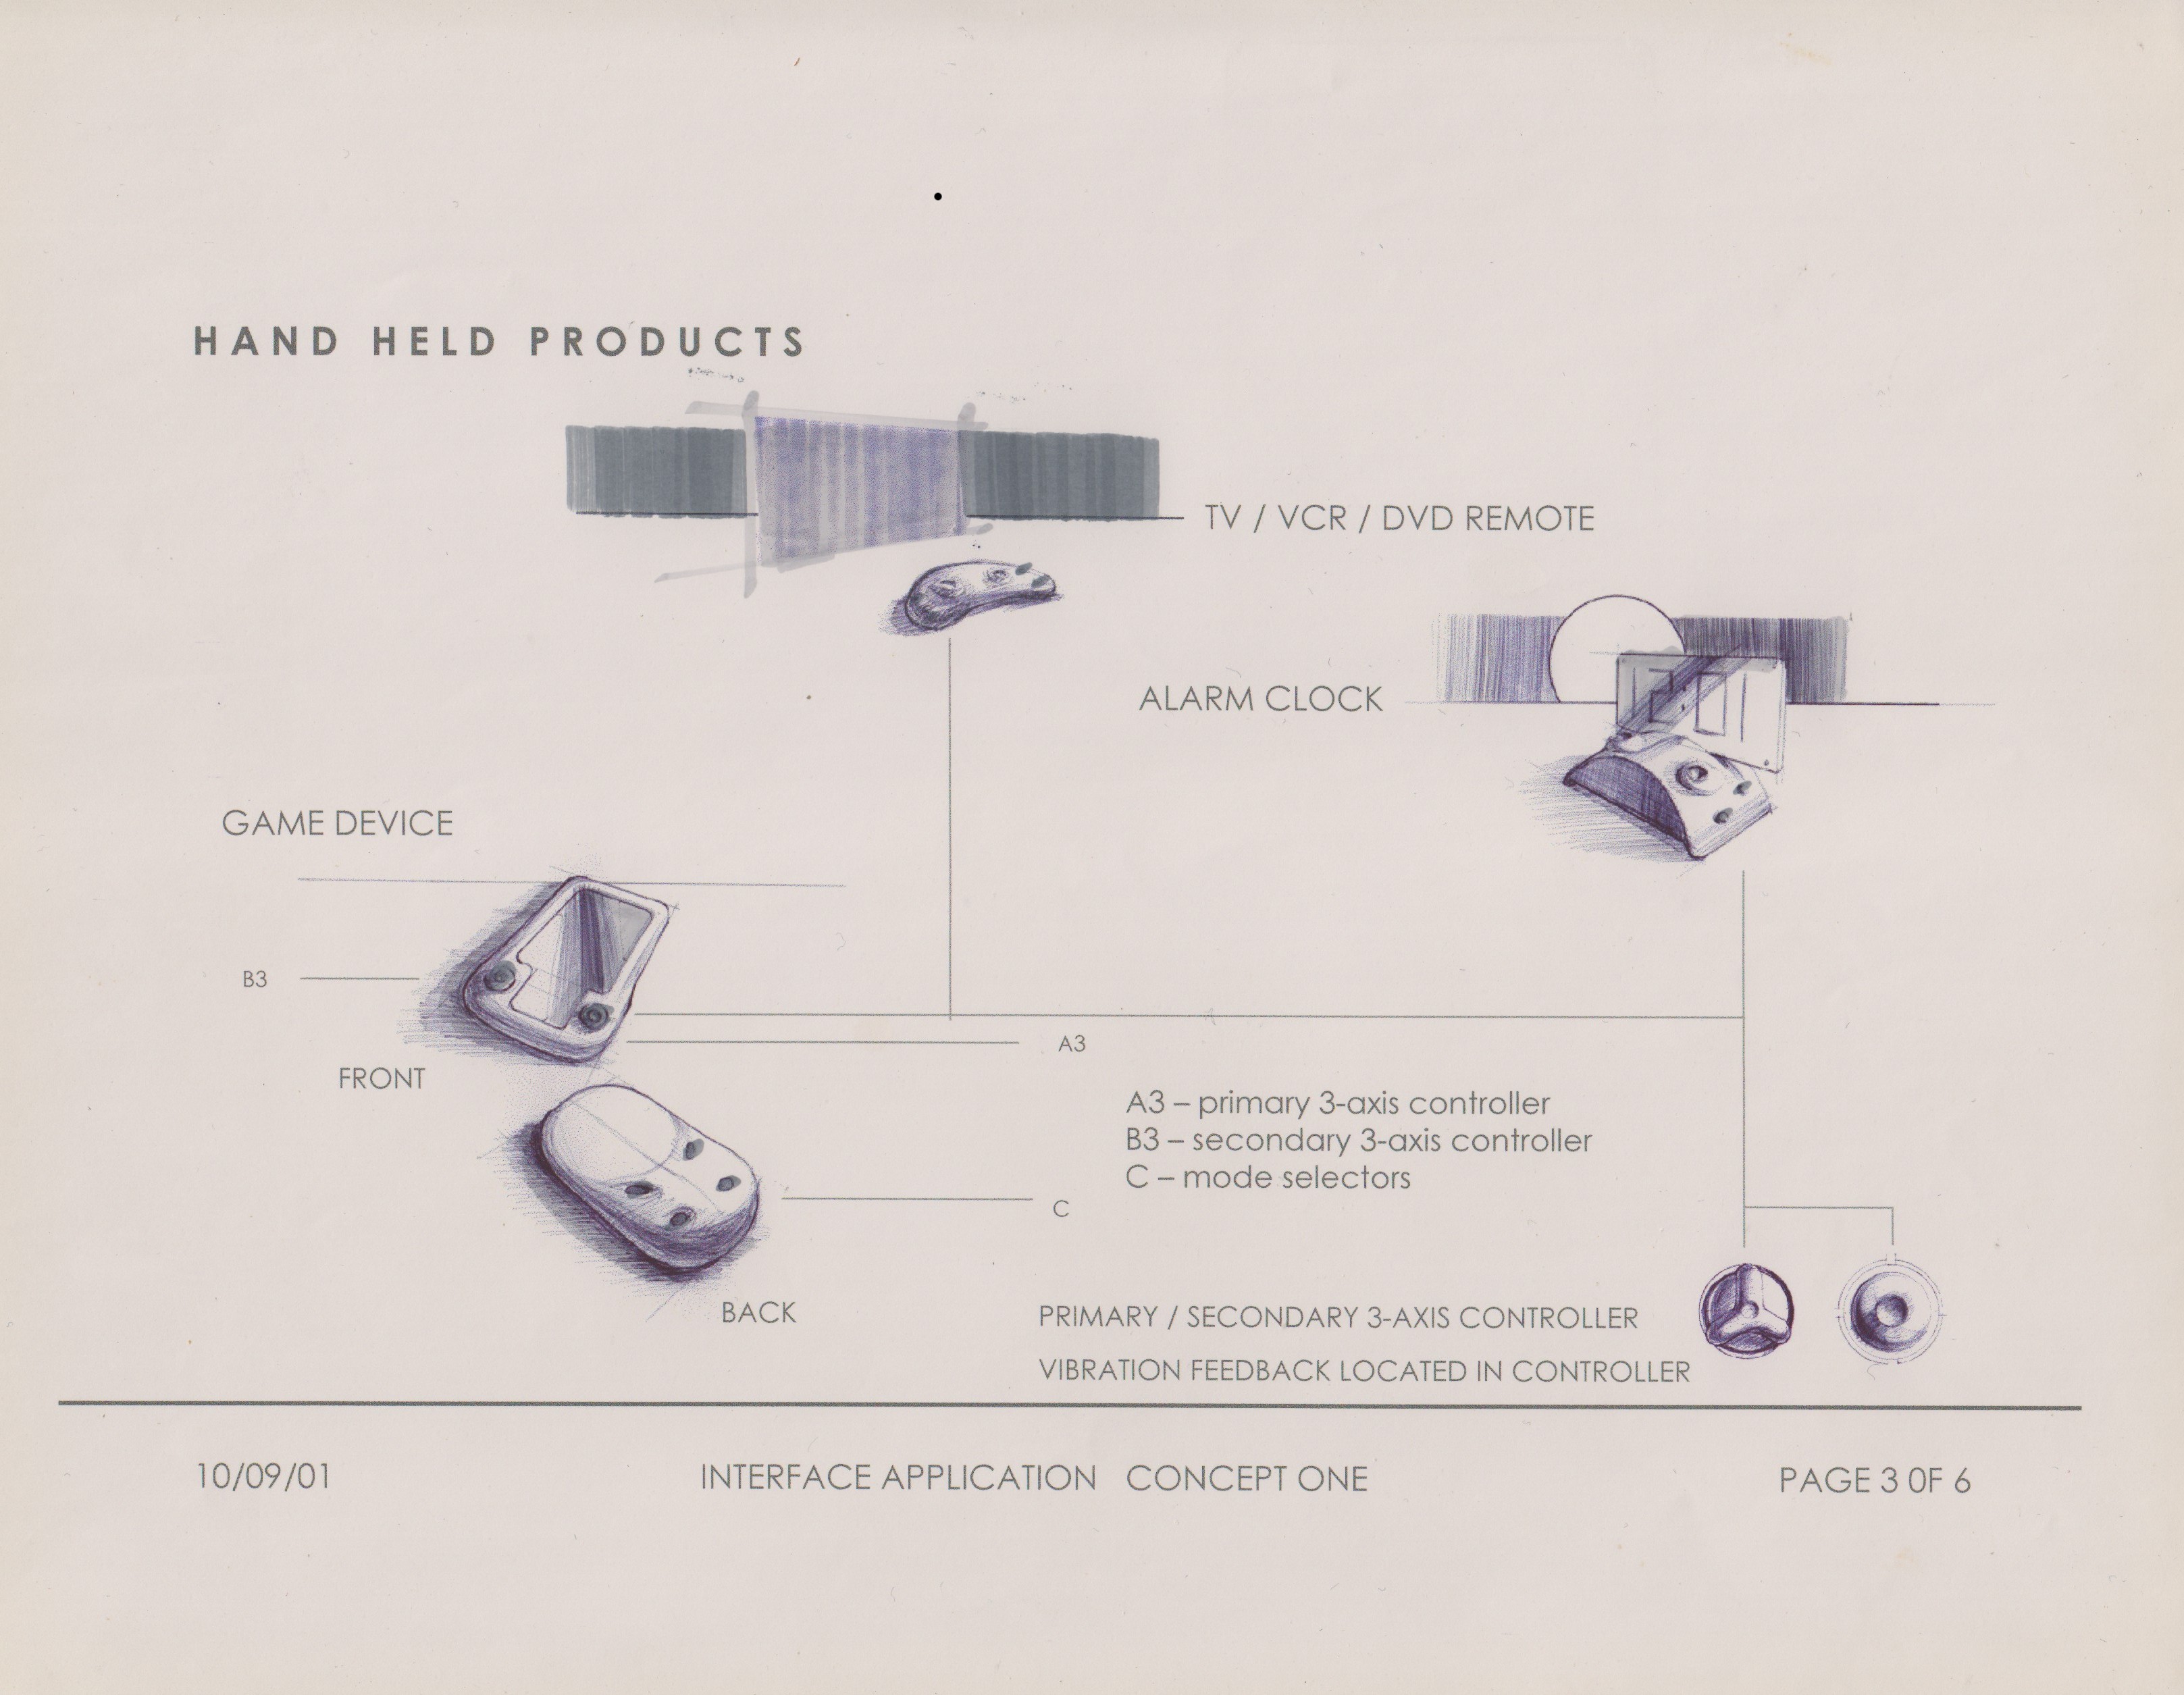 HAND HELD PRODUCTS
TV / VCR / DVD REMOTE
ALARM CLOCK
GAME DEVICE
B3
A3
FRONT
A3 – primary 3-axis controller
B3 – secondary 3-axis controller
C – mode selectors
C
BACK
PRIMARY / SECONDARY 3-AXIS CONTROLLER
VIBRATION FEEDBACK LOCATED IN CONTROLLER
10/09/01
INTERFACE APPLICATION CONCEPT ONE
PAGE 3 0F 6